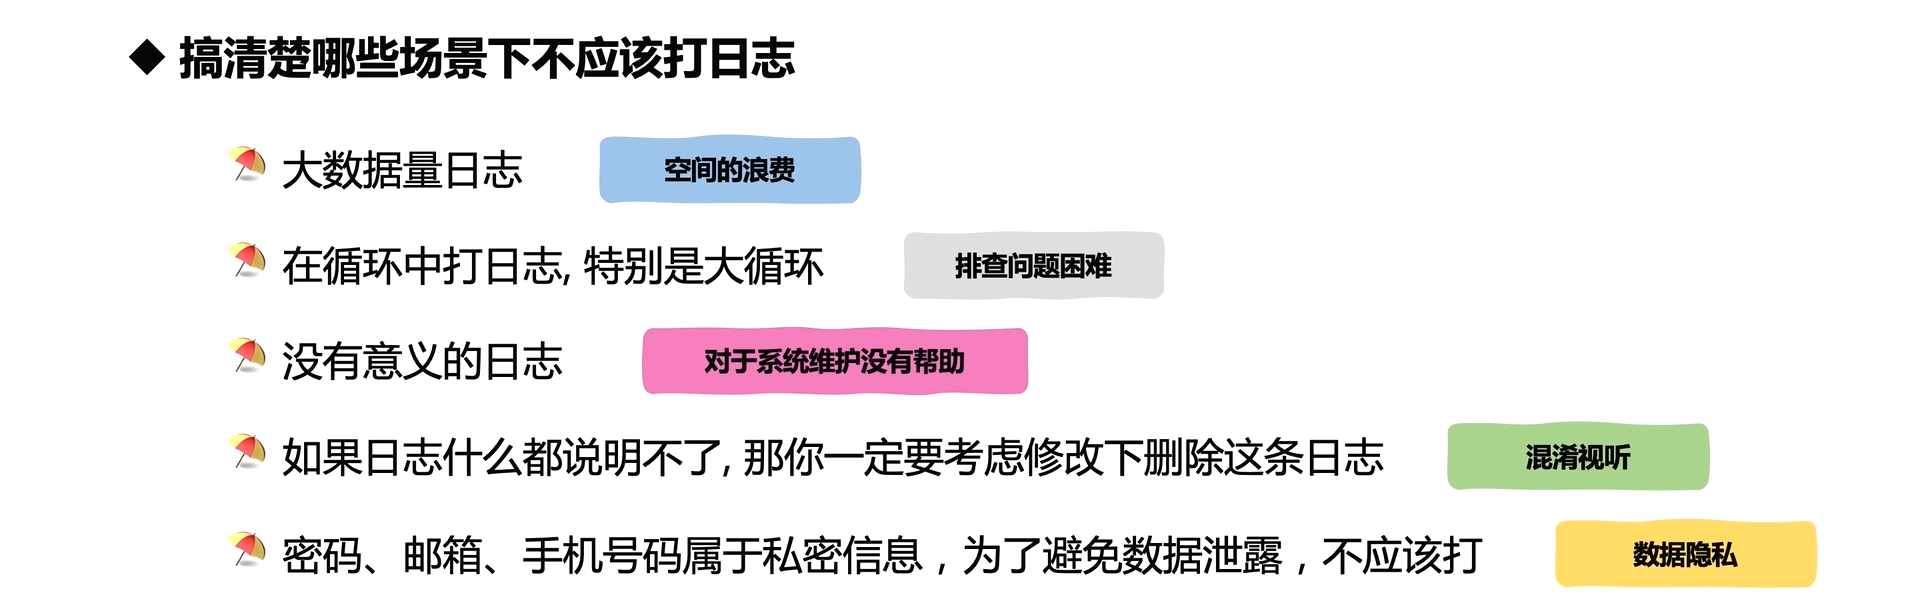 ◆ 搞清楚哪些场景下不应该打日志
大数据量日志 空间的浪费
在循环中打日志, 特别是大循环 排查问题困难
没有意义的日志 对于系统维护没有帮助
如果日志什么都说明不了, 那你一定要考虑修改下删除这条日志 混淆视听
密码、邮箱、手机号码属于私密信息，为了避免数据泄露，不应该打 数据隐私